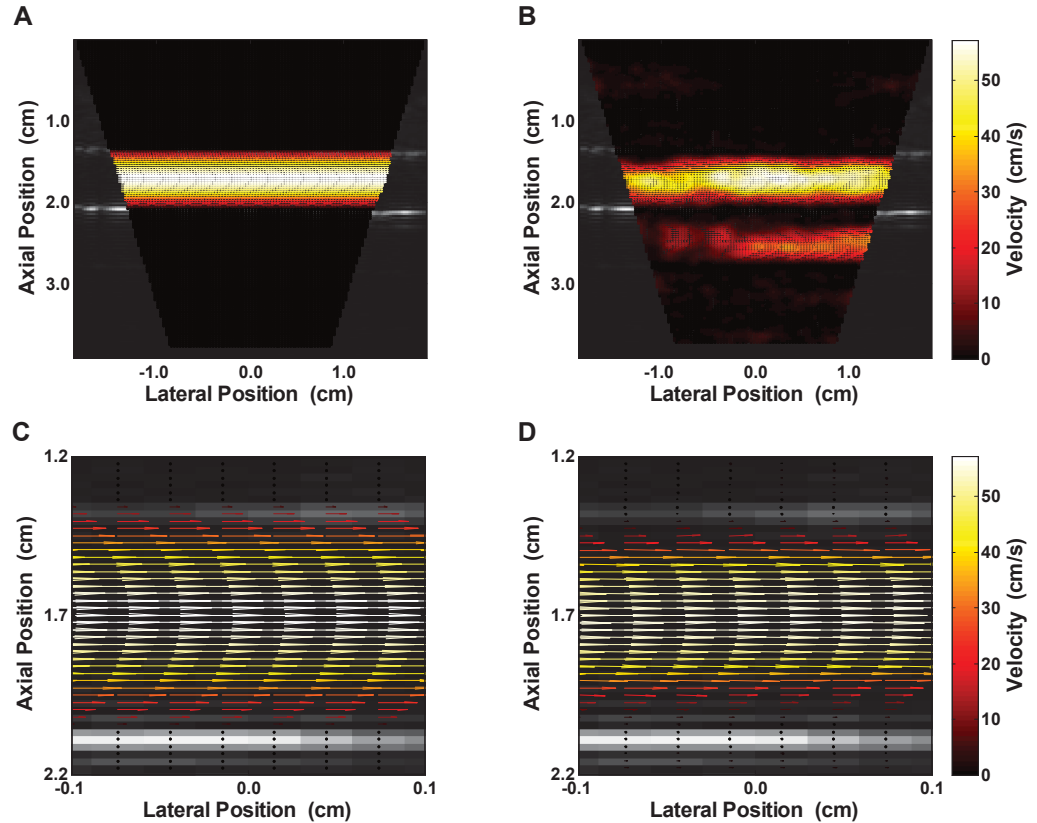 A
B
Axial Position (cm)
1.0
2.0
3.0
-1.0
0.0
1.0
Lateral Position (cm)
Axial Position (cm)
1.0
2.0
3.0
-1.0
0.0
1.0
Lateral Position (cm)
50
40
30
20
10
0
Velocity (cm/s)
C
D
Axial Position (cm)
1.2
1.7
2.2
-0.1
0.0
0.1
Lateral Position (cm)
Axial Position (cm)
1.2
1.7
2.2
-0.1
0.0
0.1
Lateral Position (cm)
50
40
30
20
10
0
Velocity (cm/s)